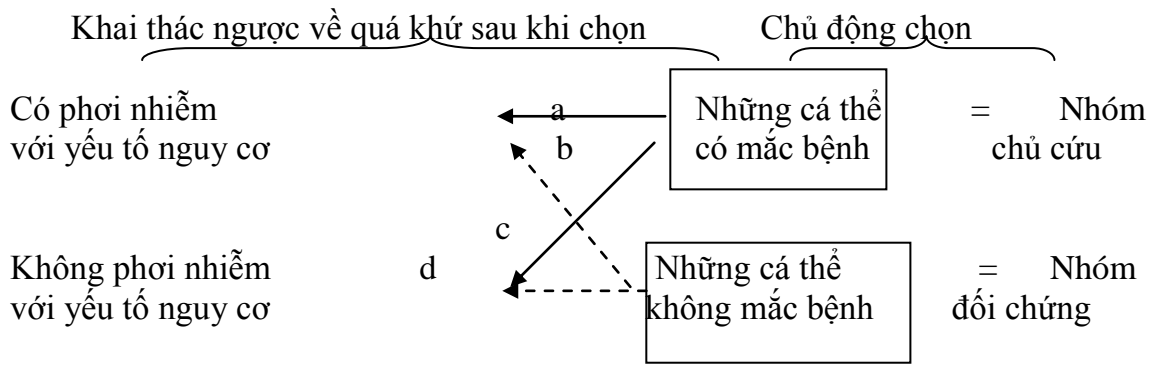 Khai thác ngược về quá khứ sau khi chọn Chủ động chọn
Có phơi nhiễm a Những cá thể = Nhóm
với yếu tố nguy cơ b có mắc bệnh chủ cứu
c
Không phơi nhiễm d Những cá thể = Nhóm
với yếu tố nguy cơ không mắc bệnh đối chứng